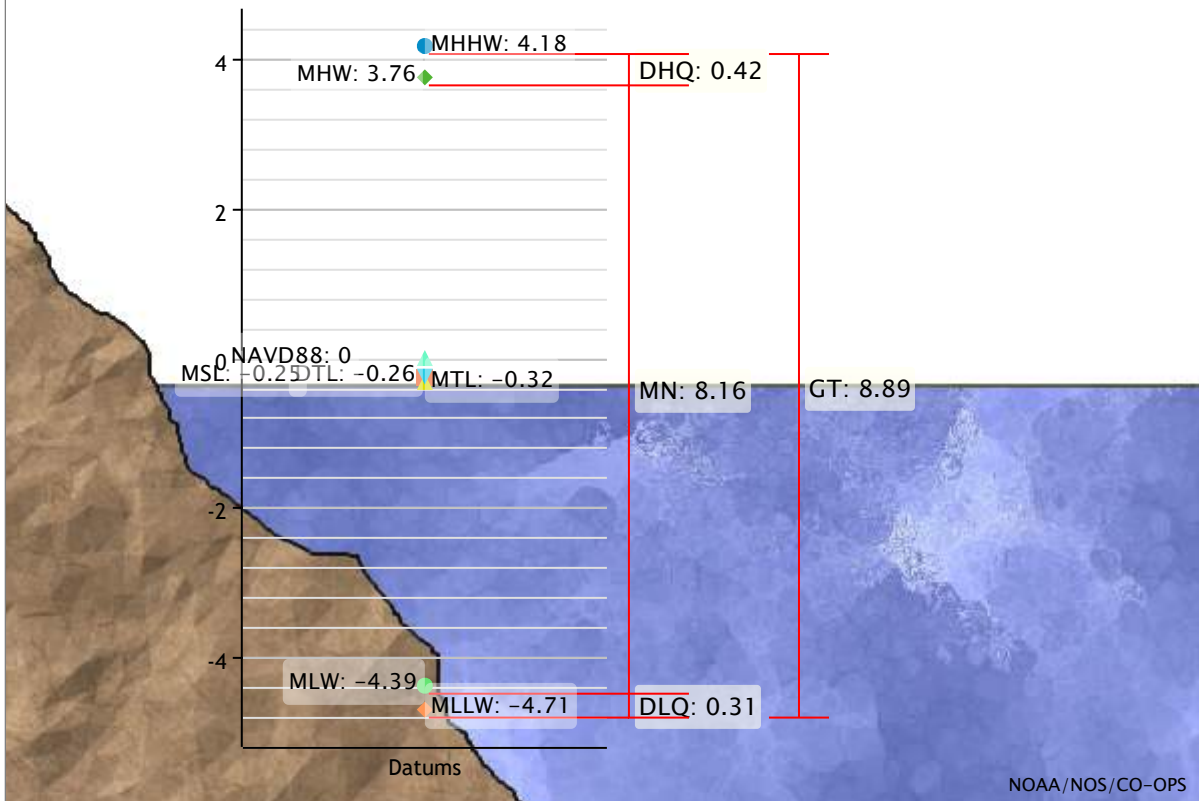 MHHW: 4.18
4
MHW: 3.76
DHQ: 0.42
2
0
NAVD88: 0
MSL: −0.25
DTL: −0.26
MTL: −0.32
MN: 8.16
GT: 8.89
-2
-4
MLW: −4.39
MLLW: −4.71
DLQ: 0.31
Datums
NOAA/NOS/CO-OPS